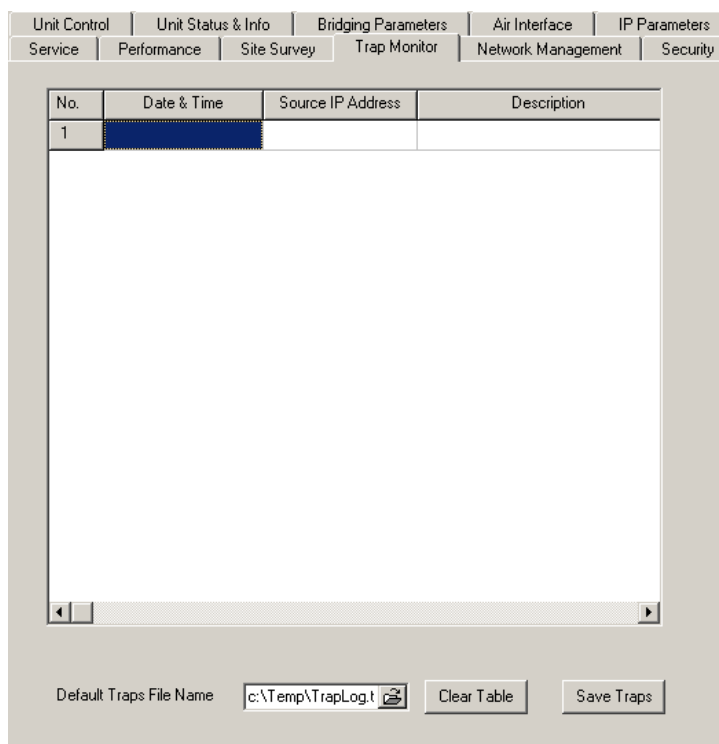 Unit Control Unit Status & Info Bridging Parameters Air Interface IP Parameters
Service Performance Site Survey Trap Monitor Network Management Security
No. Date & Time Source IP Address Description
1
Default Traps File Name c:\Temp\TrapLog.t Clear Table Save Traps